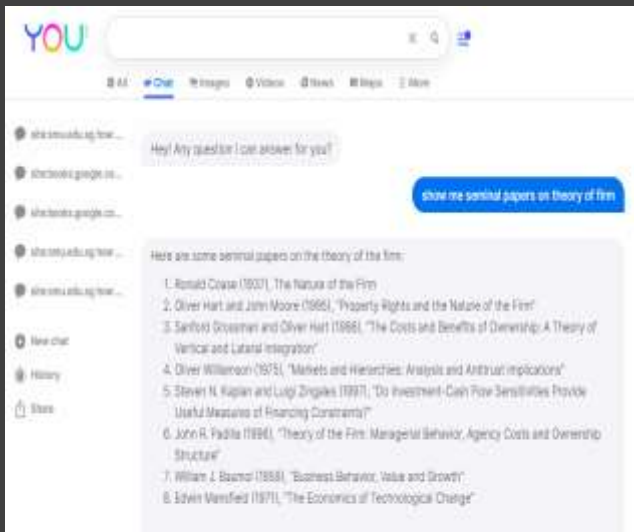 YOU
All Chat Images Videos News Maps More
Hey! Any question I can answer for you?
show me seminal papers on theory of firm
Here are some seminal papers on the theory of the firm:
1. Ronald Coase (1937), The Nature of the Firm
2. Oliver Hart and John Moore "Property Rights and the Nature of the Firm"
3. Sanford Grossman and Oliver Hart (1986), "The Costs and Benefits of Ownership: A Theory of
Vertical and Lateral Integration"
4. Oliver Williamson (1975), "Markets and Hierarchies: Analysis and Antitrust Implications"
5. Steven N. Kaplan and Luigi Zingales (1997), "Do Investment-Cash Flow Sensitivities Provide
Useful Measures of Financing Constraints?"
6. John R. Padilla "Theory of the Firm: Managerial Behavior, Agency Costs and Ownership
Structure"
7. William J. Baumol "Business Behavior, Value and Growth"
8. Edwin Mansfield (1971), "The Economics of Technological Change"
New chat
History
Share